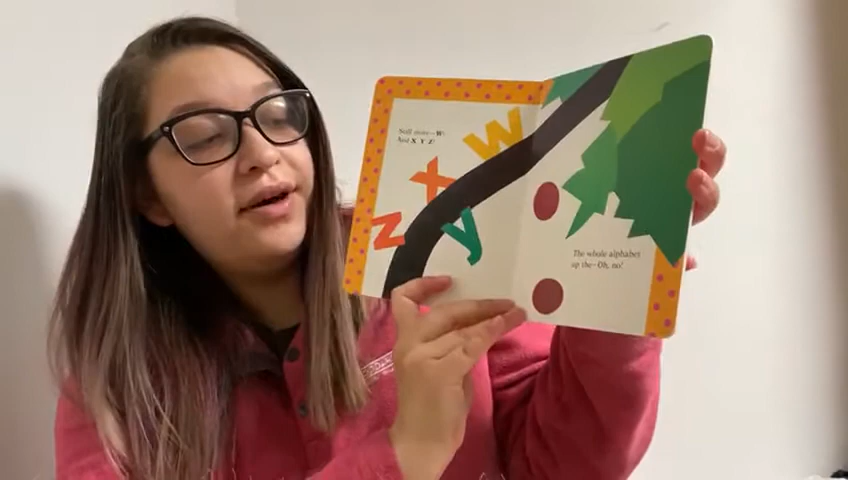 Still more—W!
And X Y Z!
W
X
Z
y
The whole alphabet
up the—Oh, no!